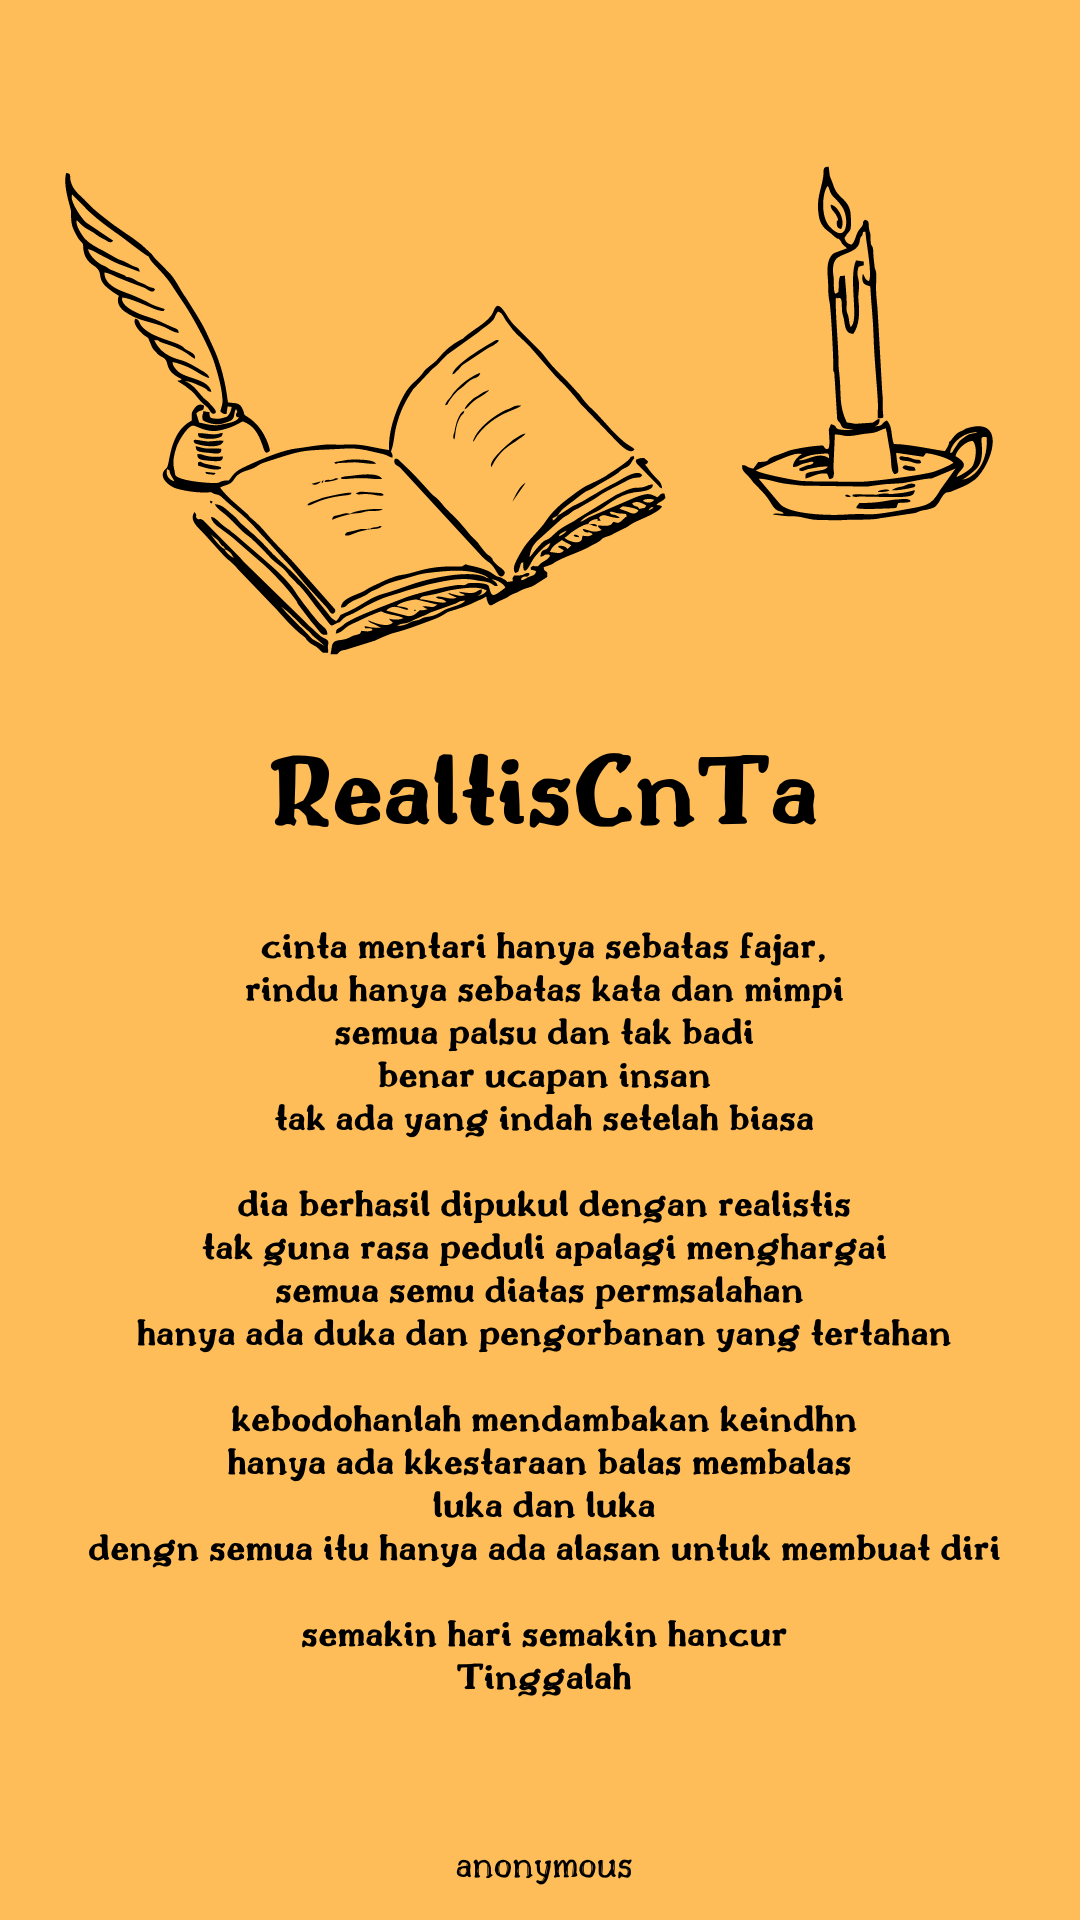 RealtisCnTa
cinta mentari hanya sebatas fajar,
rindu hanya sebatas kata dan mimpi
semua palsu dan tak badi
benar ucapan insan
tak ada yang indah setelah biasa
dia berhasil dipukul dengan realistis
tak guna rasa peduli apalagi menghargai
semua semu diatas permsalahan
hanya ada duka dan pengorbanan yang tertahan
kebodohanlah mendambakan keindhn
hanya ada kkestaraan balas membalas
luka dan luka
dengn semua itu hanya ada alasan untuk membuat diri
semakin hari semakin hancur
Tinggalah
anonymous